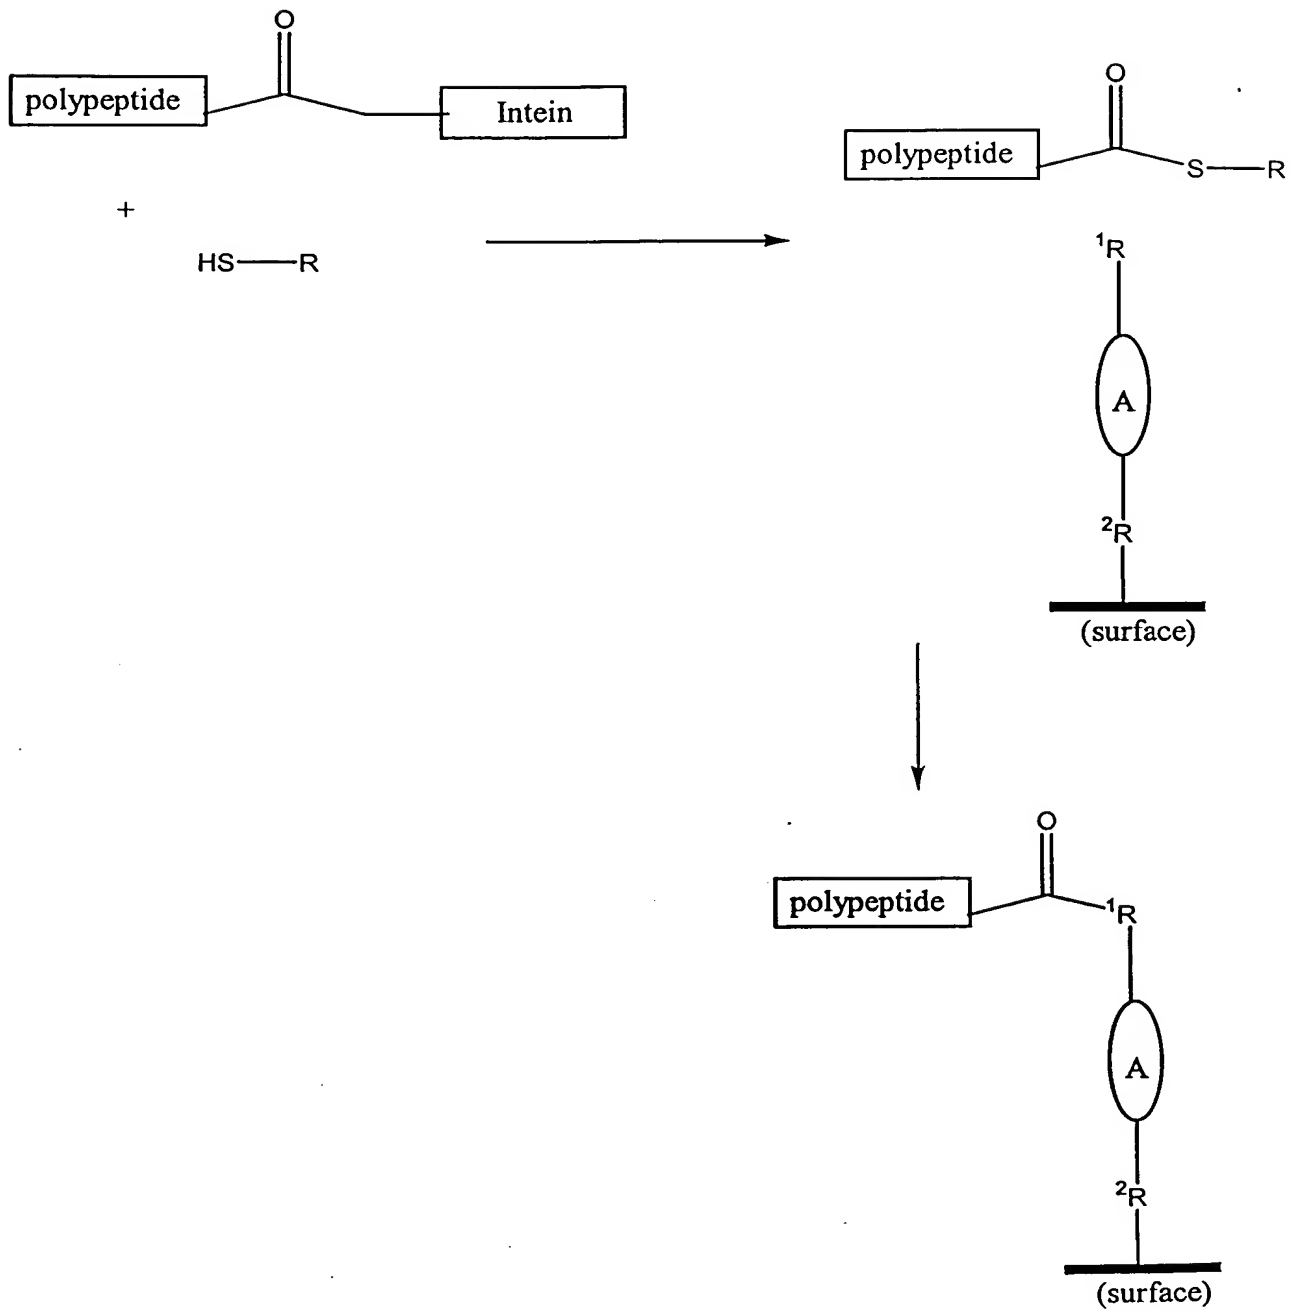 O
polypeptide
Intein
+
HS—R
O
polypeptide
S—R
¹R
A
²R
(surface)
O
polypeptide
¹R
A
²R
(surface)